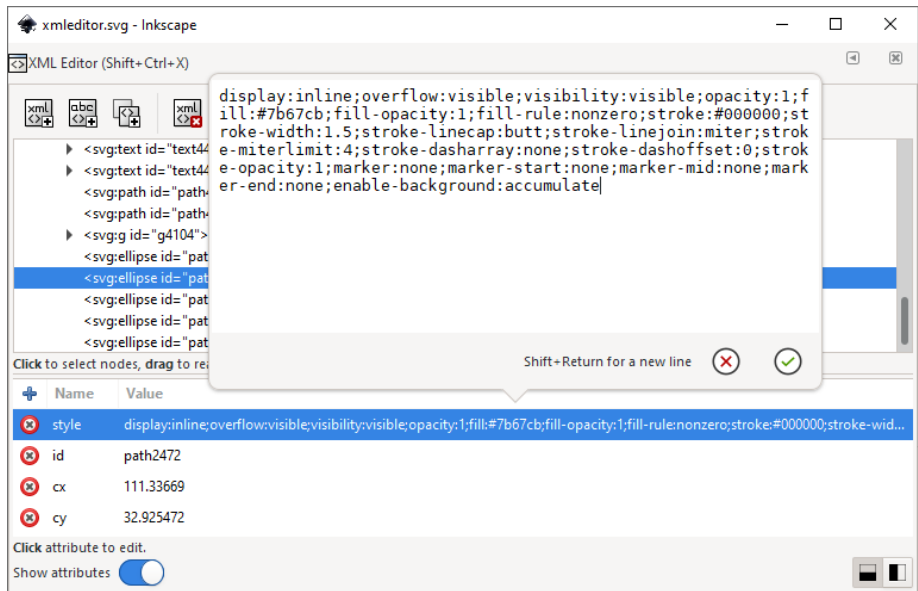 xmleditor.svg - Inkscape
XML Editor (Shift+Ctrl+X)
xml
abc
xml
display:inline;overflow:visible;visibility:visible;opacity:1;f
ill:#7b67cb;fill-opacity:1;fill-rule:nonzero;stroke:#000000;st
roke-width:1.5;stroke-linecap:butt;stroke-linejoin:miter;strok
e-miterlimit:4;stroke-dasharray:none;stroke-dashoffset:0;strok
e-opacity:1;marker:none;marker-start:none;marker-mid:none;mark
er-end:none;enable-background:accumulate
Shift+Return for a new line
<svg:text id="text44
<svg:text id="text44
<svg:path id="path4
<svg:path id="path4
<svg:g id="g4104">
<svg:ellipse id="pat
<svg:ellipse id="pat
<svg:ellipse id="pat
<svg:ellipse id="pat
<svg:ellipse id="pat
Click to select nodes, drag to rea
Name Value
style display:inline;overflow:visible;visibility:visible;opacity:1;fill:#7b67cb;fill-opacity:1;fill-rule:nonzero;stroke:#000000;stroke-wid...
id path2472
cx 111.33669
cy 32.925472
Click attribute to edit.
Show attributes